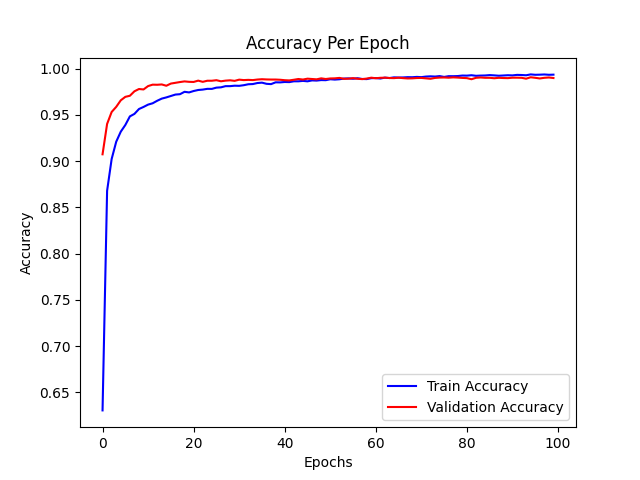 Accuracy Per Epoch
1.00
0.95
0.90
0.85
0.80
0.75
0.70
0.65
Accuracy
Train Accuracy
Validation Accuracy
0 20 40 60 80 100
Epochs